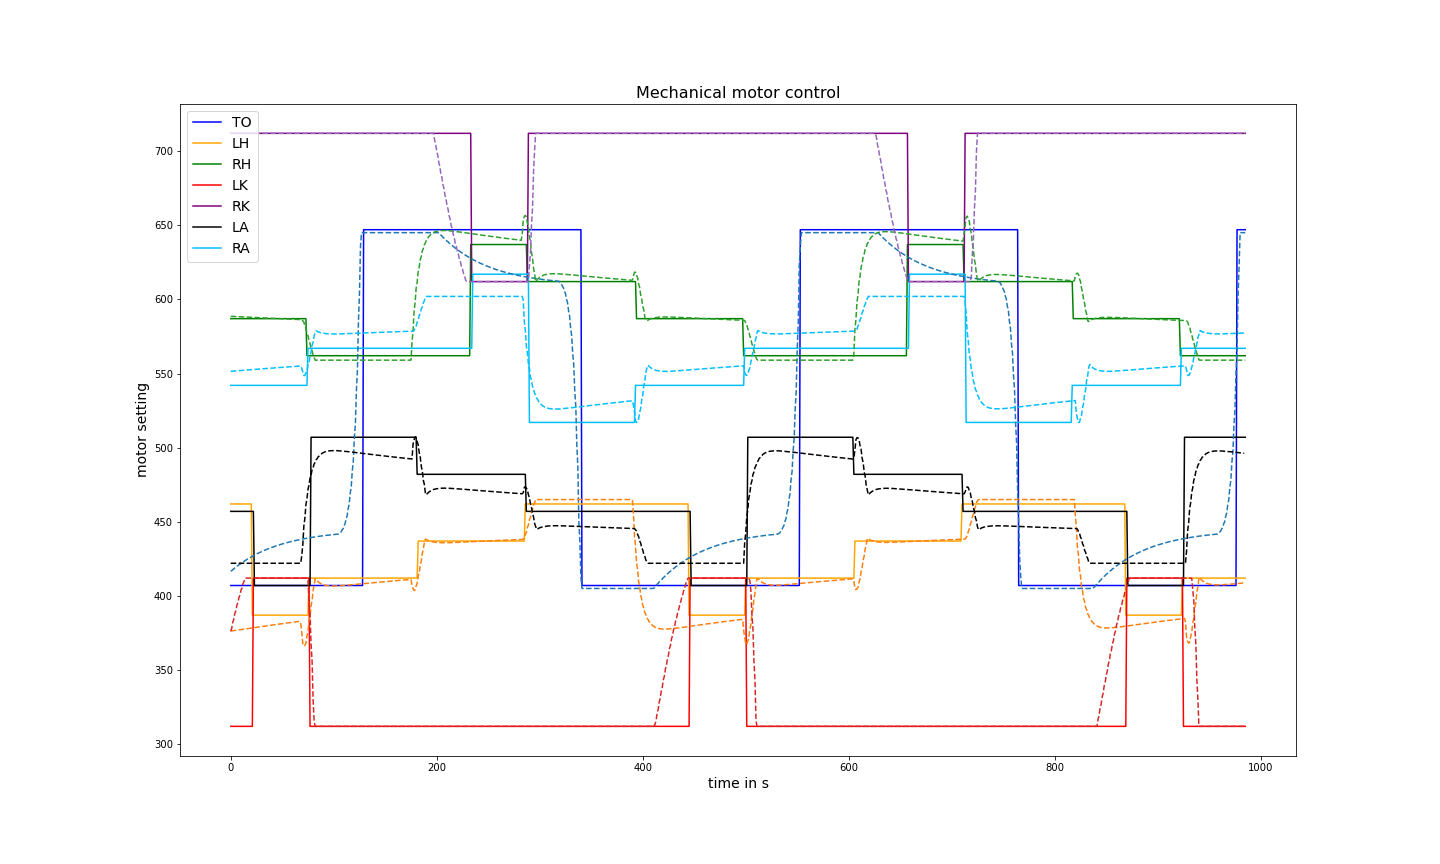 Mechanical motor control
TO
LH
RH
LK
RK
LA
RA
motor setting
700
650
600
550
500
450
400
350
300
0 200 400 600 800 1000
time in s